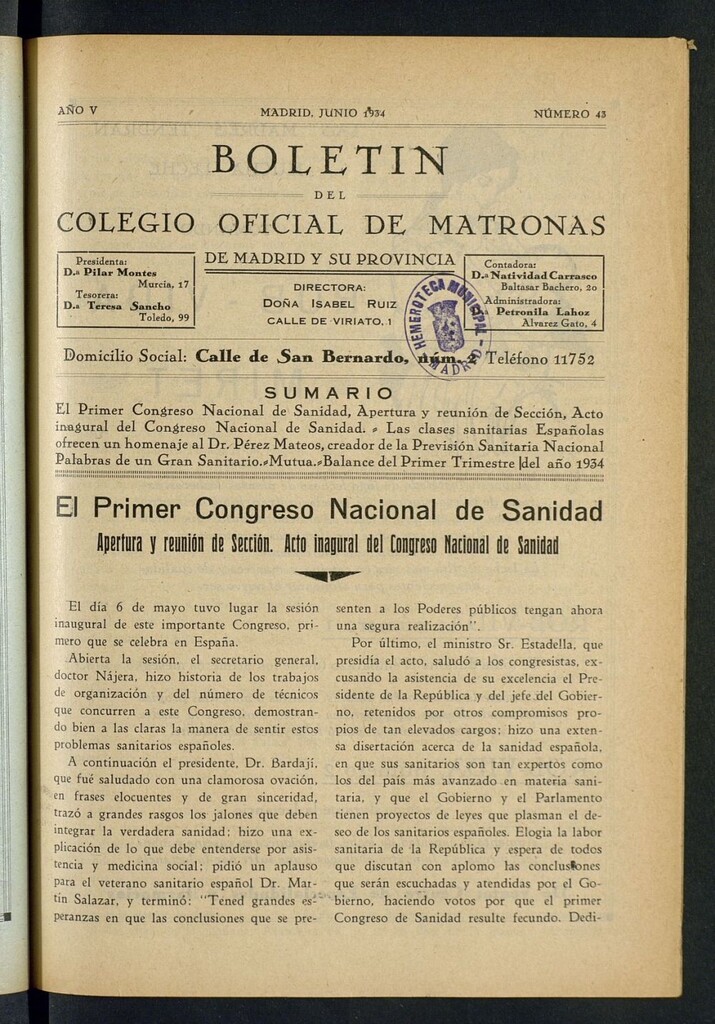 AÑO V MADRID, JUNIO 1934 NÚMERO 43
BOLETIN
DEL
COLEGIO OFICIAL DE MATRONAS
DE MADRID Y SU PROVINCIA
Presidenta:
D.ª Pilar Montes
Murcia, 17
Tesorera:
D.ª Teresa Sancho
Toledo, 99
DIRECTORA:
DOÑA ISABEL RUIZ
CALLE DE VIRIATO, 1
Contadora:
D.ª Natividad Carrasco
Baltasar Bachero, 20
Administradora:
Petronila Lahoz
Alvarez Gato, 4
HEMEROTECA MUNICIPAL
- MADRID -
Domicilio Social: Calle de San Bernardo, núm. 2 Teléfono 11752
SUMARIO
El Primer Congreso Nacional de Sanidad, Apertura y reunión de Sección, Acto
inagural del Congreso Nacional de Sanidad. * Las clases sanitarias Españolas
ofrecen un homenaje al Dr. Pérez Mateos, creador de la Previsión Sanitaria Nacional
Palabras de un Gran Sanitario.*Mutua.*Balance del Primer Trimestre del año 1934
El Primer Congreso Nacional de Sanidad
Apertura y reunión de Sección. Acto inagural del Congreso Nacional de Sanidad
El día 6 de mayo tuvo lugar la sesión
inaugural de este importante Congreso, pri-
mero que se celebra en España.
Abierta la sesión, el secretario general,
doctor Nájera, hizo historia de los trabajos
de organización y del número de técnicos
que concurren a este Congreso, demostran-
do bien a las claras la manera de sentir estos
problemas sanitarios españoles.
A continuación el presidente, Dr. Bardají,
que fué saludado con una clamorosa ovación,
en frases elocuentes y de gran sinceridad,
trazó a grandes rasgos los jalones que deben
integrar la verdadera sanidad; hizo una ex-
plicación de lo que debe entenderse por asis-
tencia y medicina social; pidió un aplauso
para el veterano sanitario español Dr. Mar-
tín Salazar, y terminó: "Tened grandes es-
peranzas en que las conclusiones que se pre-
senten a los Poderes públicos tengan ahora
una segura realización".
Por último, el ministro Sr. Estadella, que
presidía el acto, saludó a los congresistas, ex-
cusando la asistencia de su excelencia el Pre-
sidente de la República y del jefe del Gobier-
no, retenidos por otros compromisos pro-
pios de tan elevados cargos; hizo una exten-
sa disertación acerca de la sanidad española,
en que sus sanitarios son tan expertos como
los del país más avanzado en materia sani-
taria, y que el Gobierno y el Parlamento
tienen proyectos de leyes que plasman el de-
seo de los sanitarios españoles. Elogia la labor
sanitaria de la República y espera de todos
que discutan con aplomo las conclusiones
que serán escuchadas y atendidas por el Go-
bierno, haciendo votos por que el primer
Congreso de Sanidad resulte fecundo. Dedi-